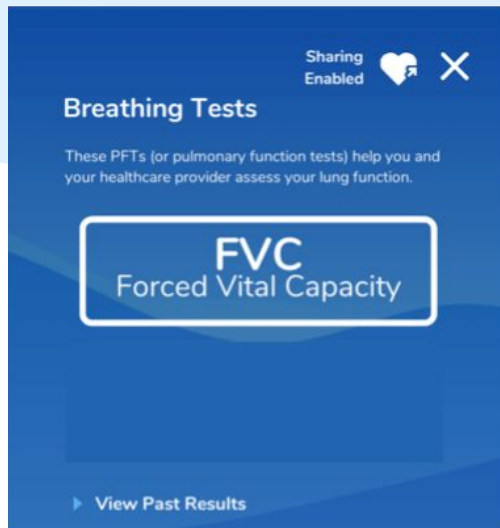 Sharing
Enabled
Breathing Tests
These PFTs (or pulmonary function tests) help you and
your healthcare provider assess your lung function.
FVC
Forced Vital Capacity
View Past Results